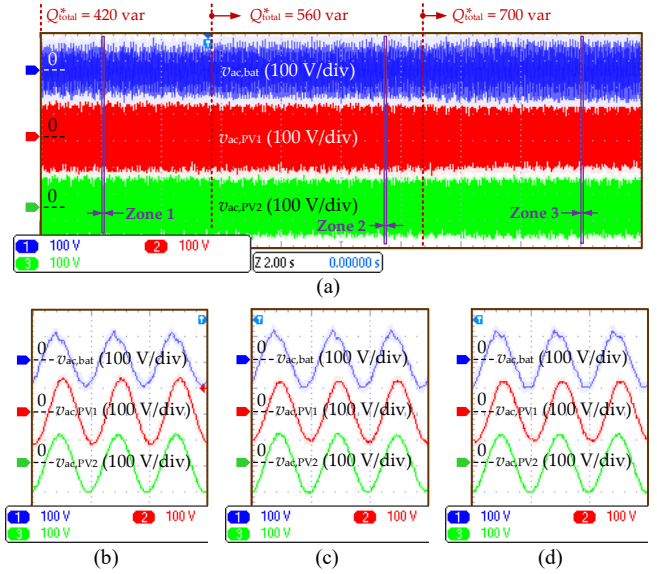 Q*total = 420 var Q*total = 560 var Q*total = 700 var
0 vac,bat (100 V/div)
0 vac,PV1 (100 V/div)
0 vac,PV2 (100 V/div)
Zone 1 Zone 2 Zone 3
1 100 V 2 100 V
3 100 V Z 2.00 s 0.00000 s
(a)
0 vac,bat (100 V/div) 0 vac,bat (100 V/div) 0 vac,bat (100 V/div)
0 vac,PV1 (100 V/div) 0 vac,PV1 (100 V/div) 0 vac,PV1 (100 V/div)
0 vac,PV2 (100 V/div) 0 vac,PV2 (100 V/div) 0 vac,PV2 (100 V/div)
1 100 V 2 100 V 1 100 V 2 100 V 1 100 V 2 100 V
3 100 V 3 100 V 3 100 V
(b) (c) (d)